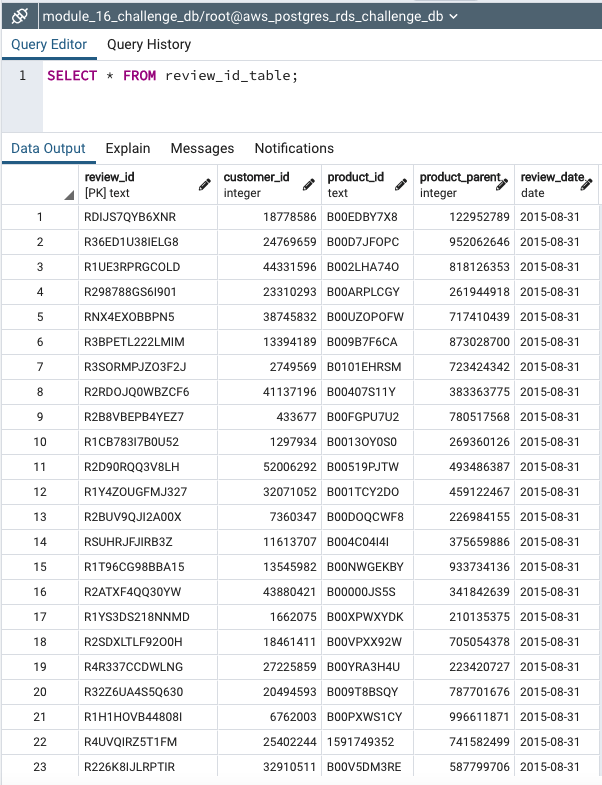 module_16_challenge_db/root@aws_postgres_rds_challenge_db
Query Editor Query History
1 SELECT * FROM review_id_table;
Data Output Explain Messages Notifications
review_id customer_id product_id product_parent review_date
[PK] text integer text integer date
1 RDIJS7QYB6XNR 18778586 B00EDBY7X8 122952789 2015-08-31
2 R36ED1U38IELG8 24769659 B00D7JFOPC 952062646 2015-08-31
3 R1UE3RPRGCOLD 44331596 B002LHA74O 818126353 2015-08-31
4 R298788GS6I901 23310293 B00ARPLCGY 261944918 2015-08-31
5 RNX4EXOBBPN5 38745832 B00UZOPOFW 717410439 2015-08-31
6 R3BPETL222LMIM 13394189 B009B7F6CA 873028700 2015-08-31
7 R3SORMPJZO3F2J 2749569 B0101EHRSM 723424342 2015-08-31
8 R2RDOJQ0WBZCF6 41137196 B00407S11Y 383363775 2015-08-31
9 R2B8VBEPB4YEZ7 433677 B00FGPU7U2 780517568 2015-08-31
10 R1CB783I7B0U52 1297934 B0013OY0S0 269360126 2015-08-31
11 R2D90RQQ3V8LH 52006292 B00519PJTW 493486387 2015-08-31
12 R1Y4ZOUGFMJ327 32071052 B001TCY2DO 459122467 2015-08-31
13 R2BUV9QJI2A00X 7360347 B00DOQCWF8 226984155 2015-08-31
14 RSUHRJFJIRB3Z 11613707 B004C04I4I 375659886 2015-08-31
15 R1T96CG98BBA15 13545982 B00NWGEKBY 933734136 2015-08-31
16 R2ATXF4QQ30YW 43880421 B00000JS5S 341842639 2015-08-31
17 R1YS3DS218NNMD 1662075 B00XPWXYDK 210135375 2015-08-31
18 R2SDXLTLF92O0H 18461411 B00VPXX92W 705054378 2015-08-31
19 R4R337CCDWLNG 27225859 B00YRA3H4U 223420727 2015-08-31
20 R32Z6UA4S5Q630 20494593 B009T8BSQY 787701676 2015-08-31
21 R1H1HOVB44808I 6762003 B00PXWS1CY 996611871 2015-08-31
22 R4UVQIRZ5T1FM 25402244 1591749352 741582499 2015-08-31
23 R226K8IJLRPTIR 32910511 B00V5DM3RE 587799706 2015-08-31